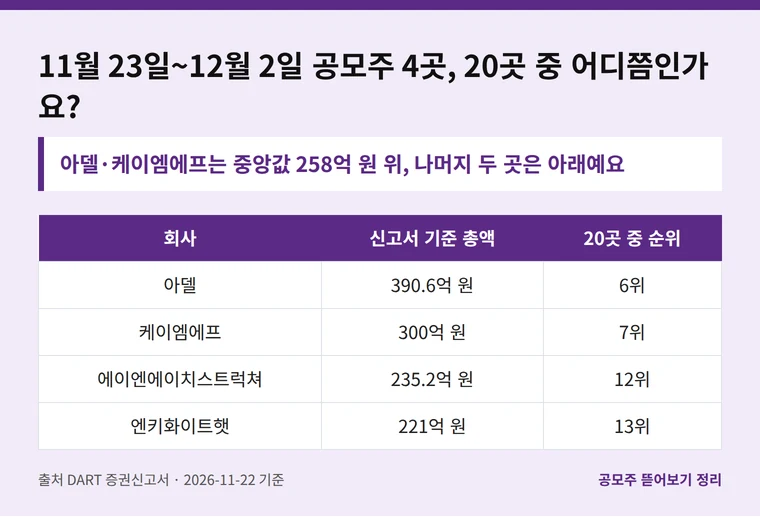 11월 23일~12월 2일 공모주 4곳, 20곳 중 어디쯤인가
요?
아델·케이엠에프는 중앙값 258억 원 위, 나머지 두 곳은 아래예요
회사 신고서 기준 총액 20곳 중 순위
아델 390.6억 원 6위
케이엠에프 300억 원 7위
에이엔에이치스트럭쳐 235.2억 원 12위
엔키화이트햇 221억 원 13위
출처 DART 증권신고서 · 2026-11-22 기준 공모주 뜯어보기 정리